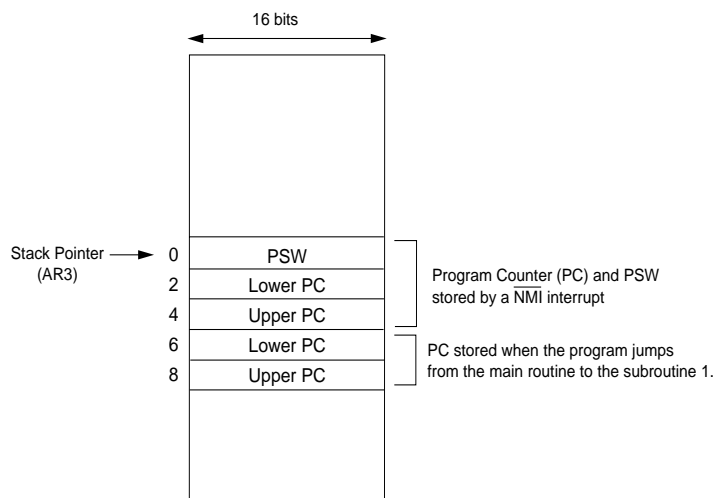 16 bits
Stack Pointer
(AR3)
0
PSW
2
Lower PC
4
Upper PC
6
Lower PC
8
Upper PC
Program Counter (PC) and PSW
stored by a NMI interrupt
PC stored when the program jumps
from the main routine to the subroutine 1.